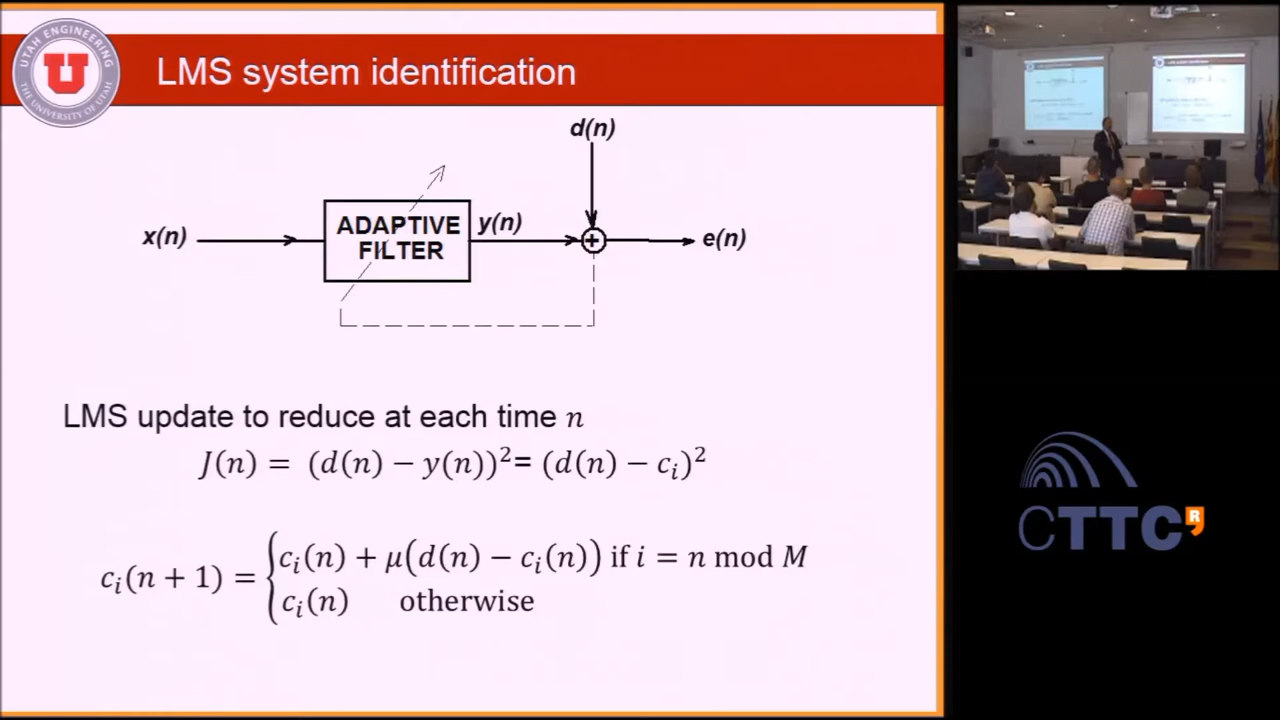 UTAH ENGINEERING
THE UNIVERSITY OF UTAH
U
LMS system identification
d(n)
x(n)
ADAPTIVE
FILTER
y(n)
+
e(n)
LMS update to reduce at each time n
J(n) = (d(n) − y(n))²= (d(n) − cᵢ)²
cᵢ(n + 1) = {cᵢ(n) + μ(d(n) − cᵢ(n)) if i = n mod M
cᵢ(n) otherwise
CTTCR